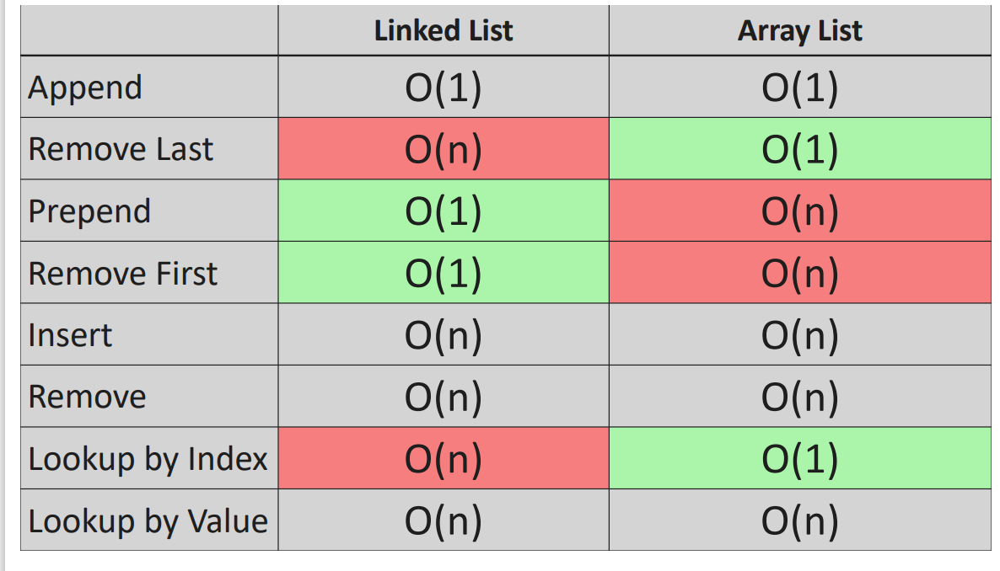 Linked List Array List
Append O(1) O(1)
Remove Last O(n) O(1)
Prepend O(1) O(n)
Remove First O(1) O(n)
Insert O(n) O(n)
Remove O(n) O(n)
Lookup by Index O(n) O(1)
Lookup by Value O(n) O(n)